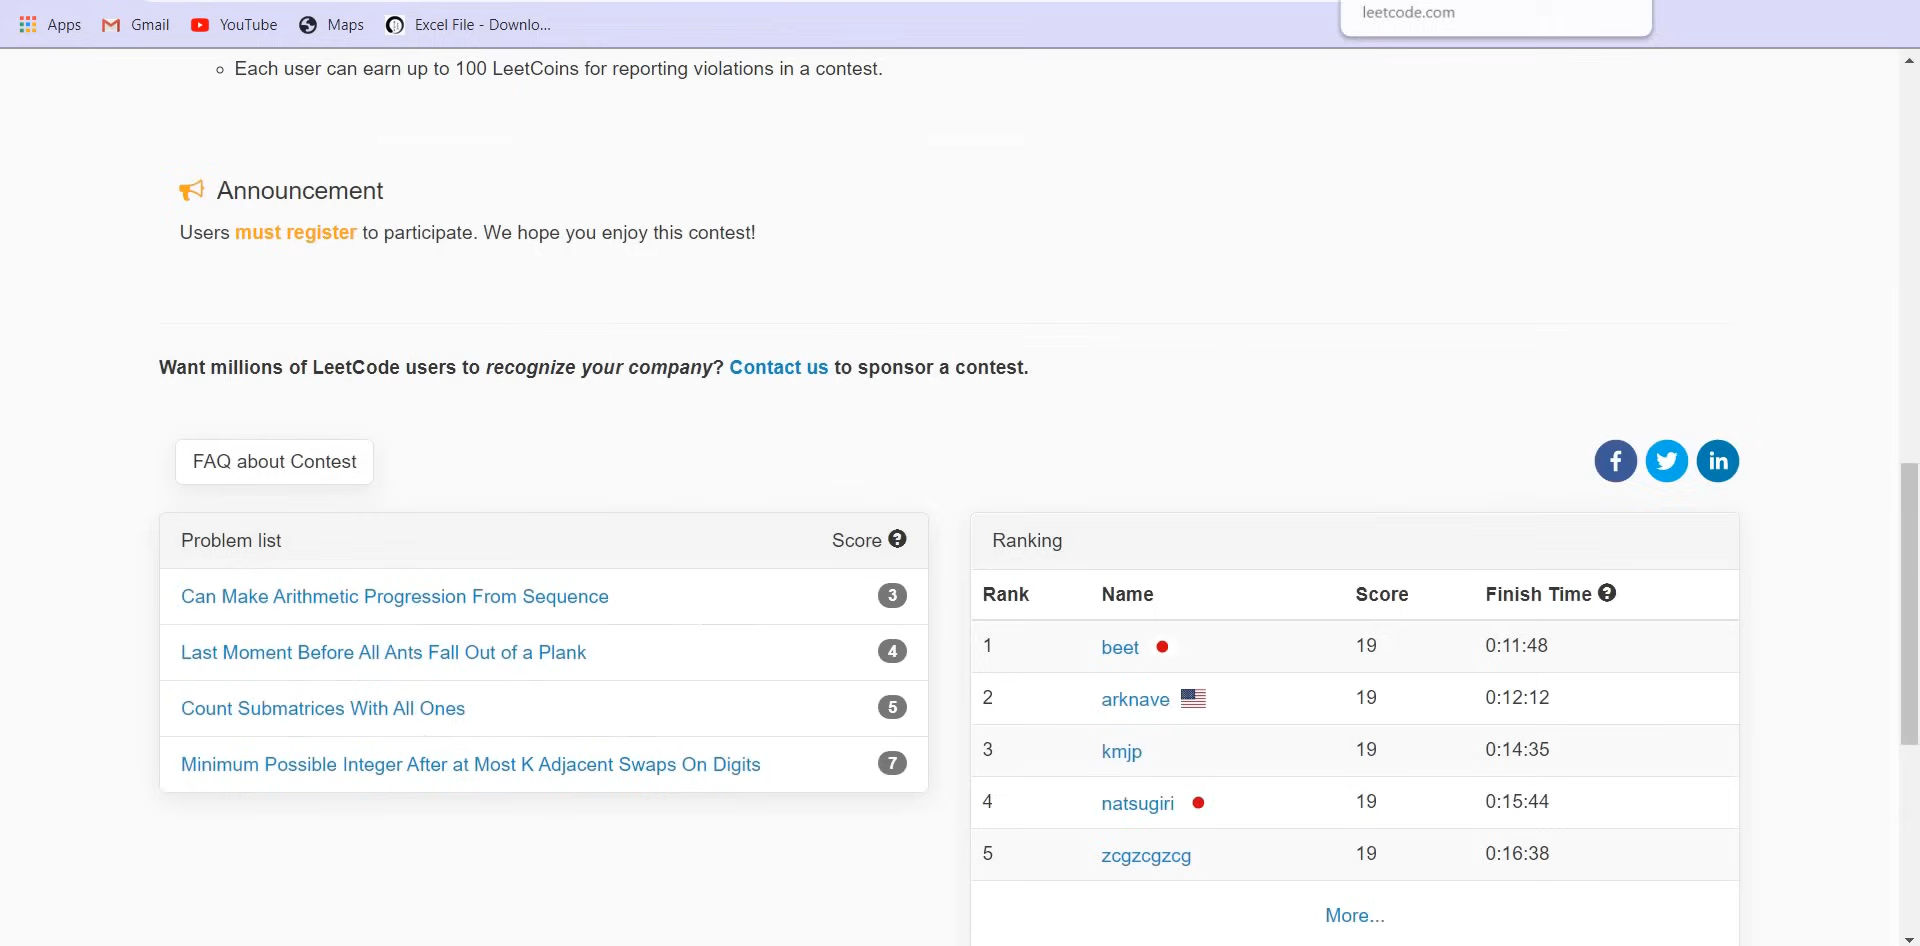 Apps Gmail YouTube Maps Excel File - Downlo...
leetcode.com
Each user can earn up to 100 LeetCoins for reporting violations in a contest.
Announcement
Users must register to participate. We hope you enjoy this contest!
Want millions of LeetCode users to recognize your company? Contact us to sponsor a contest.
FAQ about Contest
f in
Problem list Score ?
Can Make Arithmetic Progression From Sequence 3
Last Moment Before All Ants Fall Out of a Plank 4
Count Submatrices With All Ones 5
Minimum Possible Integer After at Most K Adjacent Swaps On Digits 7
Ranking
Rank Name Score Finish Time ?
1 beet 19 0:11:48
2 arknave 19 0:12:12
3 kmjp 19 0:14:35
4 natsugiri 19 0:15:44
5 zcgzcgzcg 19 0:16:38
More...